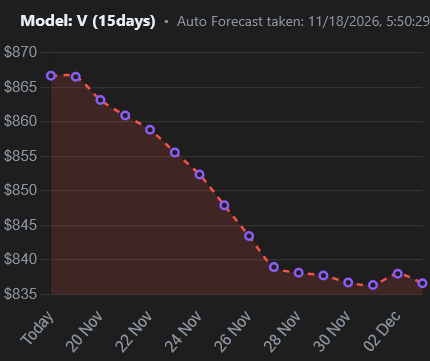 Model: V (15days) • Auto Forecast taken: 11/18/2026, 5:50:29
$870
$865
$860
$855
$850
$845
$840
$835
Today
20 Nov
22 Nov
24 Nov
26 Nov
28 Nov
30 Nov
02 Dec